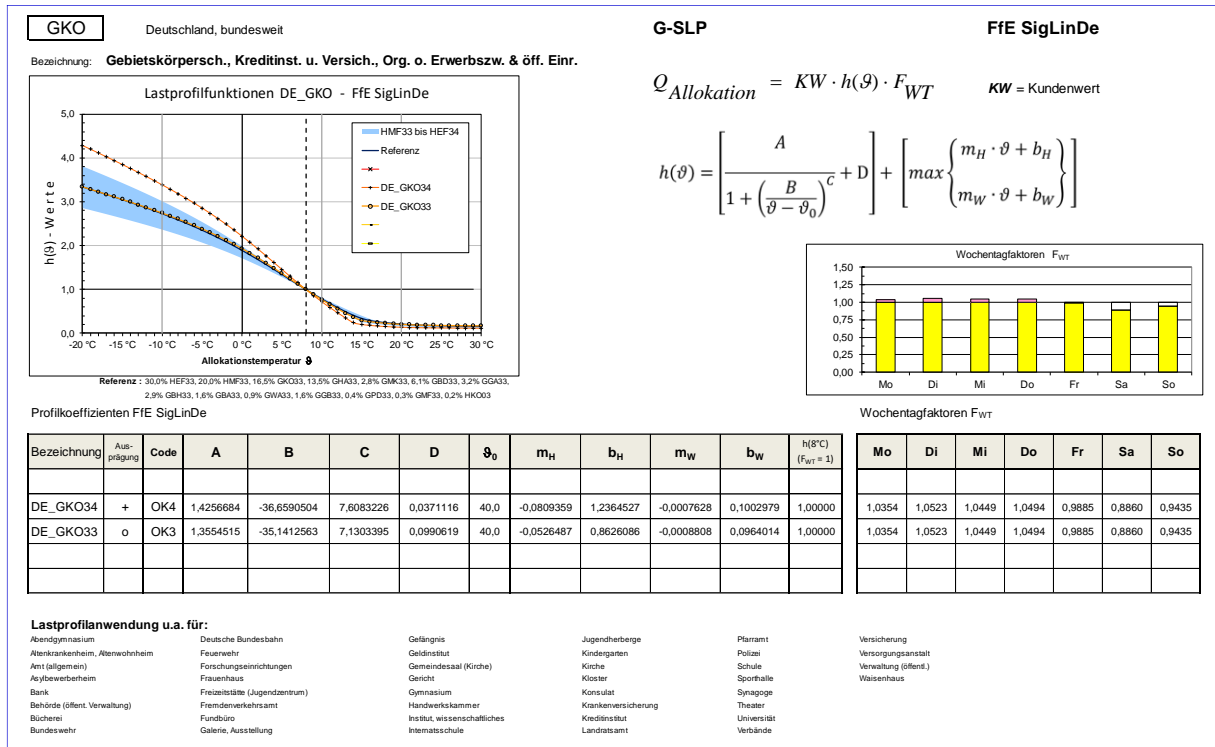 GKO
Deutschland, bundesweit
G-SLP
FfE SigLinDe
Bezeichnung: Gebietskörpersch., Kreditinst. u. Versich., Org. o. Erwerbszw. & öff. Einr.
Q_Allokation = KW · h(ϑ) · F_WT
KW = Kundenwert
h(ϑ) = [ A / (1 + (B / (ϑ − ϑ₀))^C) + D ] + [ max { m_H · ϑ + b_H ; m_W · ϑ + b_W } ]
Lastprofilfunktionen DE_GKO - FfE SigLinDe
h(ϑ) - Werte
5,0
4,0
3,0
2,0
1,0
0,0
-20 °C -15 °C -10 °C -5 °C 0 °C 5 °C 10 °C 15 °C 20 °C 25 °C 30 °C
Allokationstemperatur ϑ
HMF33 bis HEF34
Referenz
DE_GKO34
DE_GKO33
Referenz : 30,0% HEF33, 20,0% HMF33, 16,5% GKO33, 13,5% GHA33, 2,8% GMK33, 6,1% GBD33, 3,2% GGA33,
2,9% GBH33, 1,6% GBA33, 0,9% GWA33, 1,6% GGB33, 0,4% GPD33, 0,3% GMF33, 0,2% HKO03
Wochentagfaktoren F_WT
1,50
1,25
1,00
0,75
0,50
0,25
0,00
Mo Di Mi Do Fr Sa So
Profilkoeffizienten FfE SigLinDe
Bezeichnung Aus-prägung Code A B C D ϑ₀ m_H b_H m_W b_W h(8°C) (F_WT = 1)
DE_GKO34 + OK4 1,4256684 -36,6590504 7,6083226 0,0371116 40,0 -0,0809359 1,2364527 -0,0007628 0,1002979 1,00000
DE_GKO33 o OK3 1,3554515 -35,1412563 7,1303395 0,0990619 40,0 -0,0526487 0,8626086 -0,0008808 0,0964014 1,00000
Wochentagfaktoren F_WT
Mo Di Mi Do Fr Sa So
1,0354 1,0523 1,0449 1,0494 0,9885 0,8860 0,9435
1,0354 1,0523 1,0449 1,0494 0,9885 0,8860 0,9435
Lastprofilanwendung u.a. für:
Abendgymnasium
Altenkrankenheim, Altenwohnheim
Amt (allgemein)
Asylbewerberheim
Bank
Behörde (öffent. Verwaltung)
Bücherei
Bundeswehr
Deutsche Bundesbahn
Feuerwehr
Forschungseinrichtungen
Frauenhaus
Freizeitstätte (Jugendzentrum)
Fremdenverkehrsamt
Fundbüro
Galerie, Ausstellung
Gefängnis
Geldinstitut
Gemeindesaal (Kirche)
Gericht
Gymnasium
Handwerkskammer
Institut, wissenschaftliches
Internatsschule
Jugendherberge
Kindergarten
Kirche
Kloster
Konsulat
Krankenversicherung
Kreditinstitut
Landratsamt
Pfarramt
Polizei
Schule
Sporthalle
Synagoge
Theater
Universität
Verbände
Versicherung
Versorgungsanstalt
Verwaltung (öffentl.)
Waisenhaus